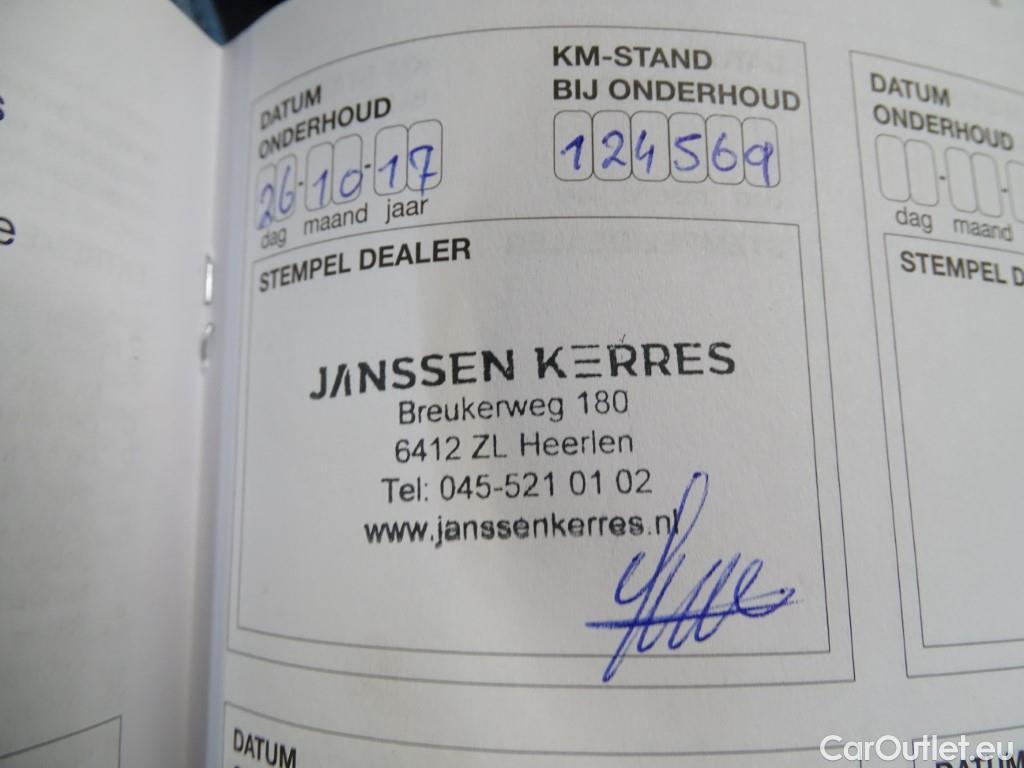 DATUM
ONDERHOUD
26-10-17
dag maand jaar
KM-STAND
BIJ ONDERHOUD
124569
STEMPEL DEALER
JANSSEN KERRES
Breukerweg 180
6412 ZL Heerlen
Tel: 045-521 01 02
www.janssenkerres.nl
DATUM
ONDERHOUD
dag maand
STEMPEL D
DATUM
DATUM
CarOutlet.eu